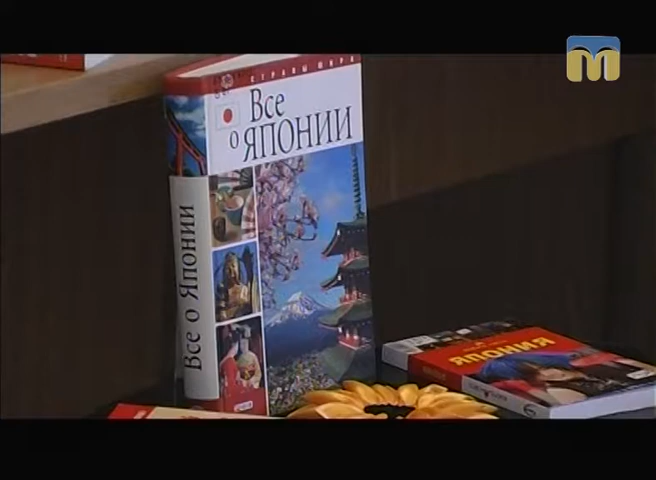 М
СТРАНЫ МИРА
Все
о ЯПОНИИ
Все о Японии
ЯПОНИЯ